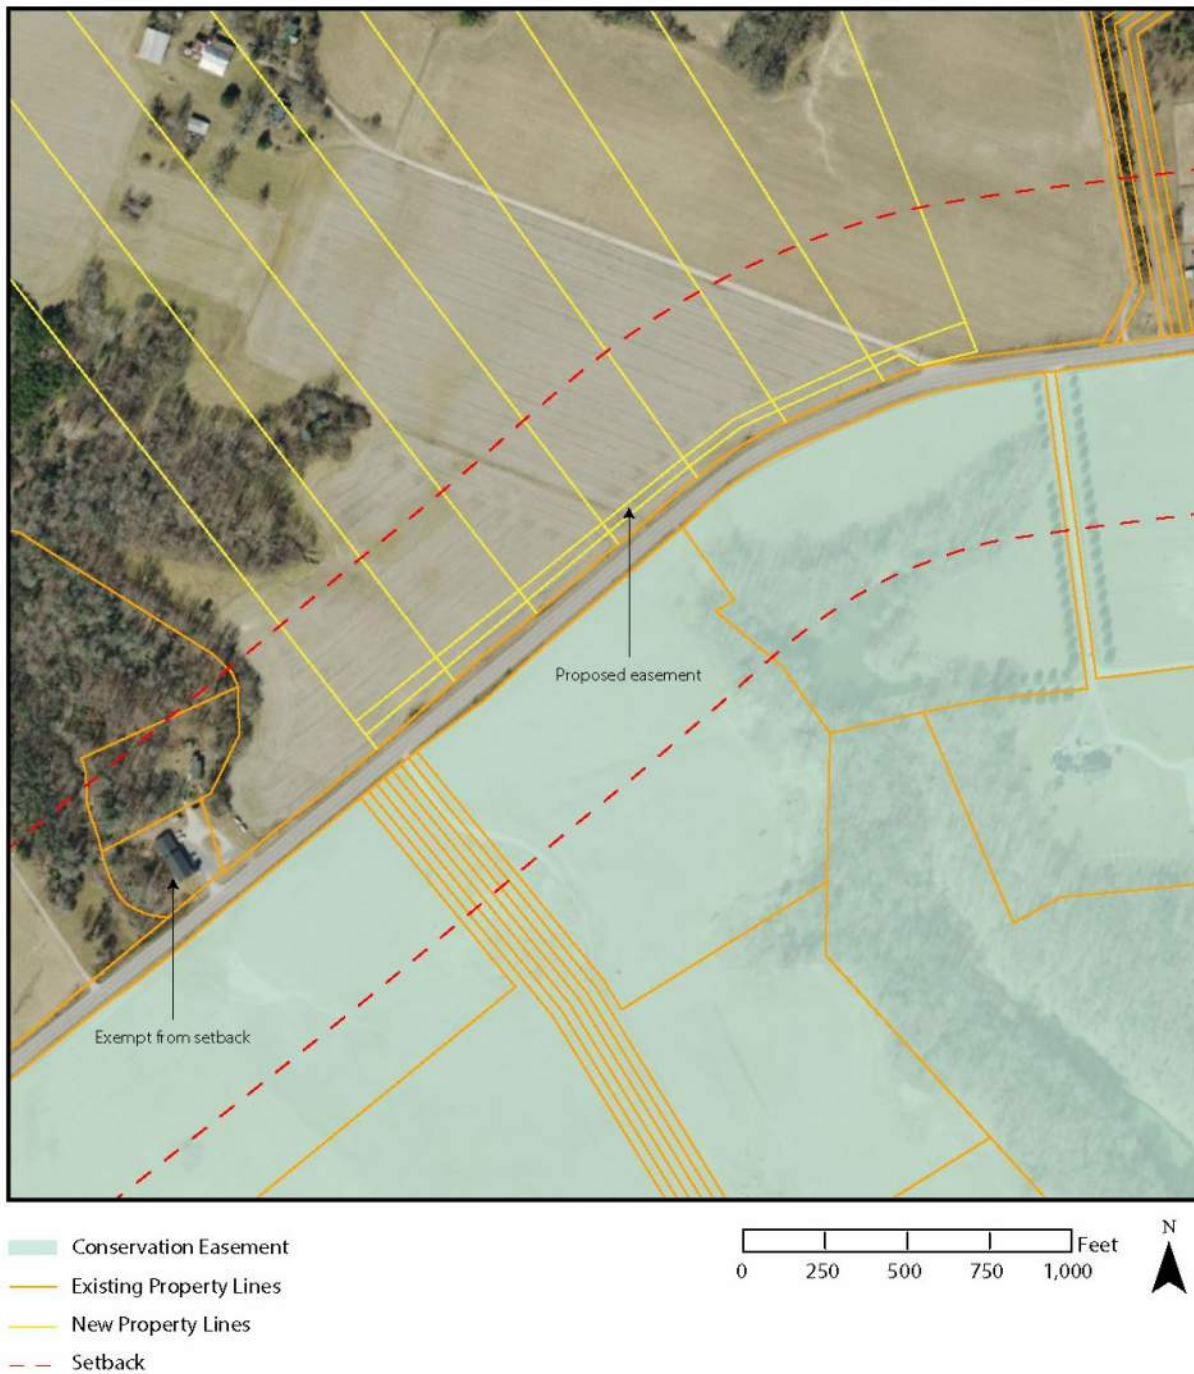 Proposed easement
Exempt from setback
Conservation Easement
Existing Property Lines
New Property Lines
Setback
Feet
0 250 500 750 1,000
N